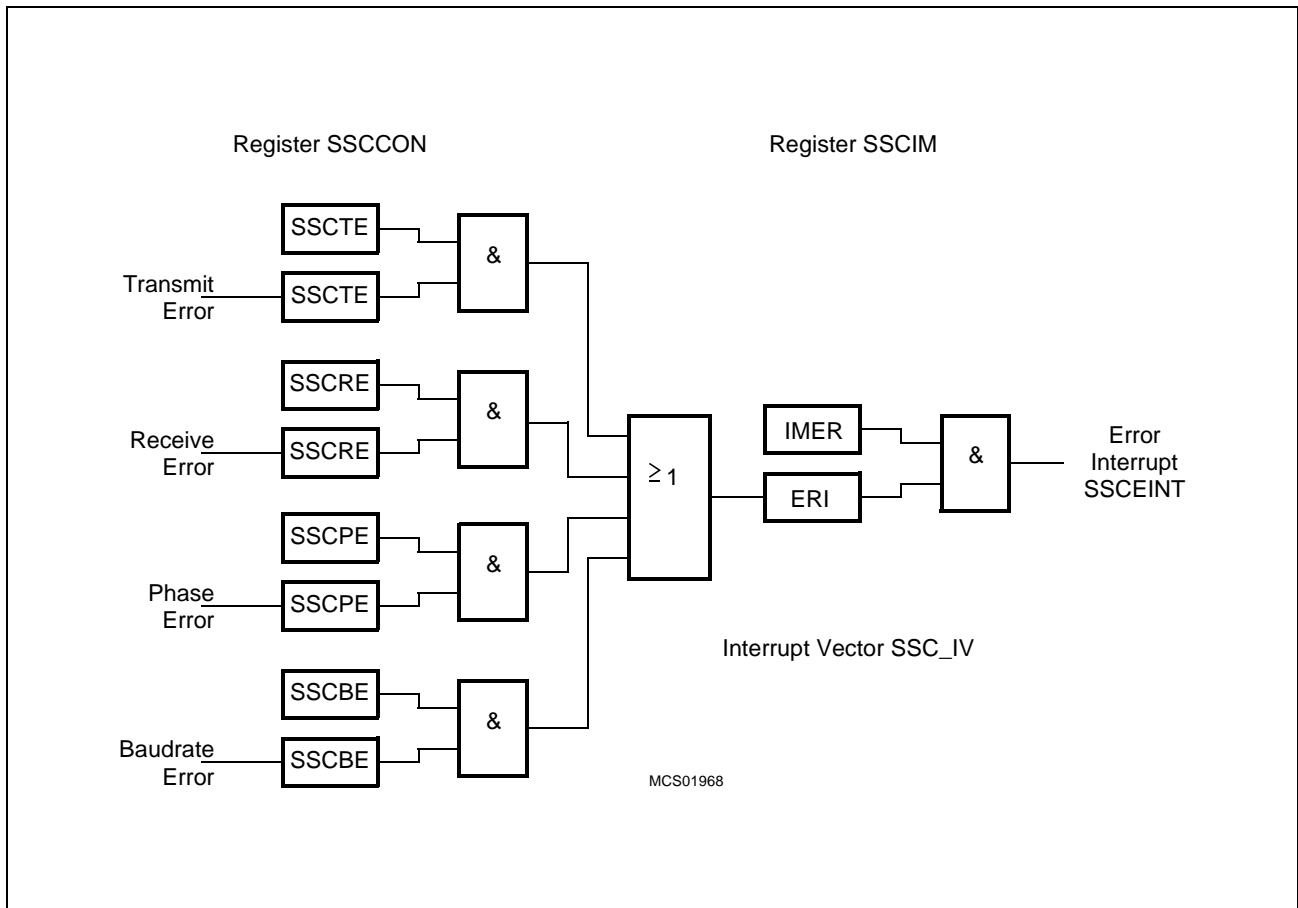 Register SSCCON
Register SSCIM
SSCTE
&
Transmit
Error
SSCTE
SSCRE
&
Receive
Error
SSCRE
≥ 1
IMER
&
ERI
Error
Interrupt
SSCEINT
SSCPE
&
Phase
Error
SSCPE
Interrupt Vector SSC_IV
SSCBE
&
Baudrate
Error
SSCBE
MCS01968